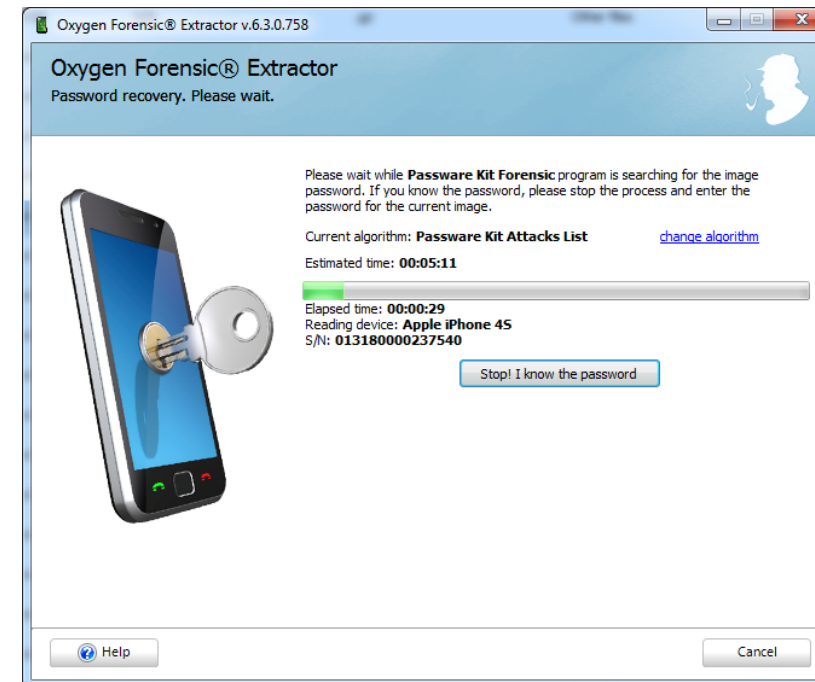 Oxygen Forensic® Extractor v.6.3.0.758
Oxygen Forensic® Extractor
Password recovery. Please wait.
Please wait while Passware Kit Forensic program is searching for the image
password. If you know the password, please stop the process and enter the
password for the current image.
Current algorithm: Passware Kit Attacks List change algorithm
Estimated time: 00:05:11
Elapsed time: 00:00:29
Reading device: Apple iPhone 4S
S/N: 013180000237540
Stop! I know the password
Help
Cancel